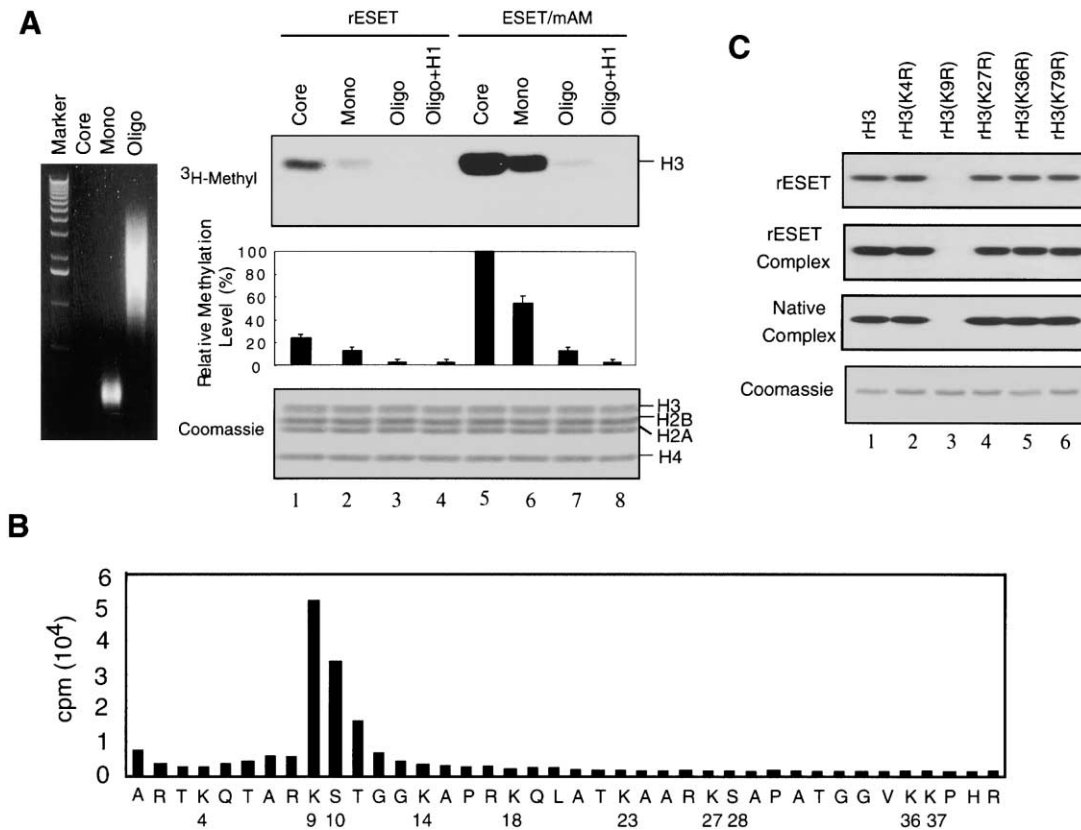 A
Marker
Core
Mono
Oligo
rESET
ESET/mAM
Core
Mono
Oligo
Oligo+H1
Core
Mono
Oligo
Oligo+H1
3H-Methyl
H3
Relative Methylation
Level (%)
100
80
60
40
20
0
Coomassie
H3
H2B
H2A
H4
1 2 3 4 5 6 7 8
C
rH3
rH3(K4R)
rH3(K9R)
rH3(K27R)
rH3(K36R)
rH3(K79R)
rESET
rESET
Complex
Native
Complex
Coomassie
1 2 3 4 5 6
B
cpm (104)
6
5
4
3
2
1
0
A R T K Q T A R K S T G G K A P R K Q L A T K A A R K S A P A T G G V K K P H R
4 9 10 14 18 23 27 28 36 37